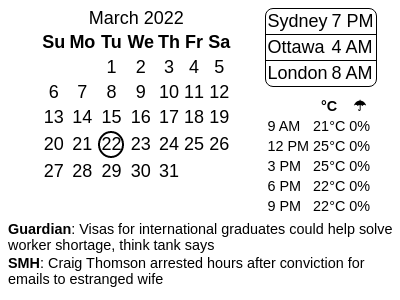 March 2022
Su Mo Tu We Th Fr Sa
1 2 3 4 5
6 7 8 9 10 11 12
13 14 15 16 17 18 19
20 21 22 23 24 25 26
27 28 29 30 31
Sydney 7 PM
Ottawa 4 AM
London 8 AM
°C ☂
9 AM 21°C 0%
12 PM 25°C 0%
3 PM 25°C 0%
6 PM 22°C 0%
9 PM 22°C 0%
Guardian: Visas for international graduates could help solve
worker shortage, think tank says
SMH: Craig Thomson arrested hours after conviction for
emails to estranged wife